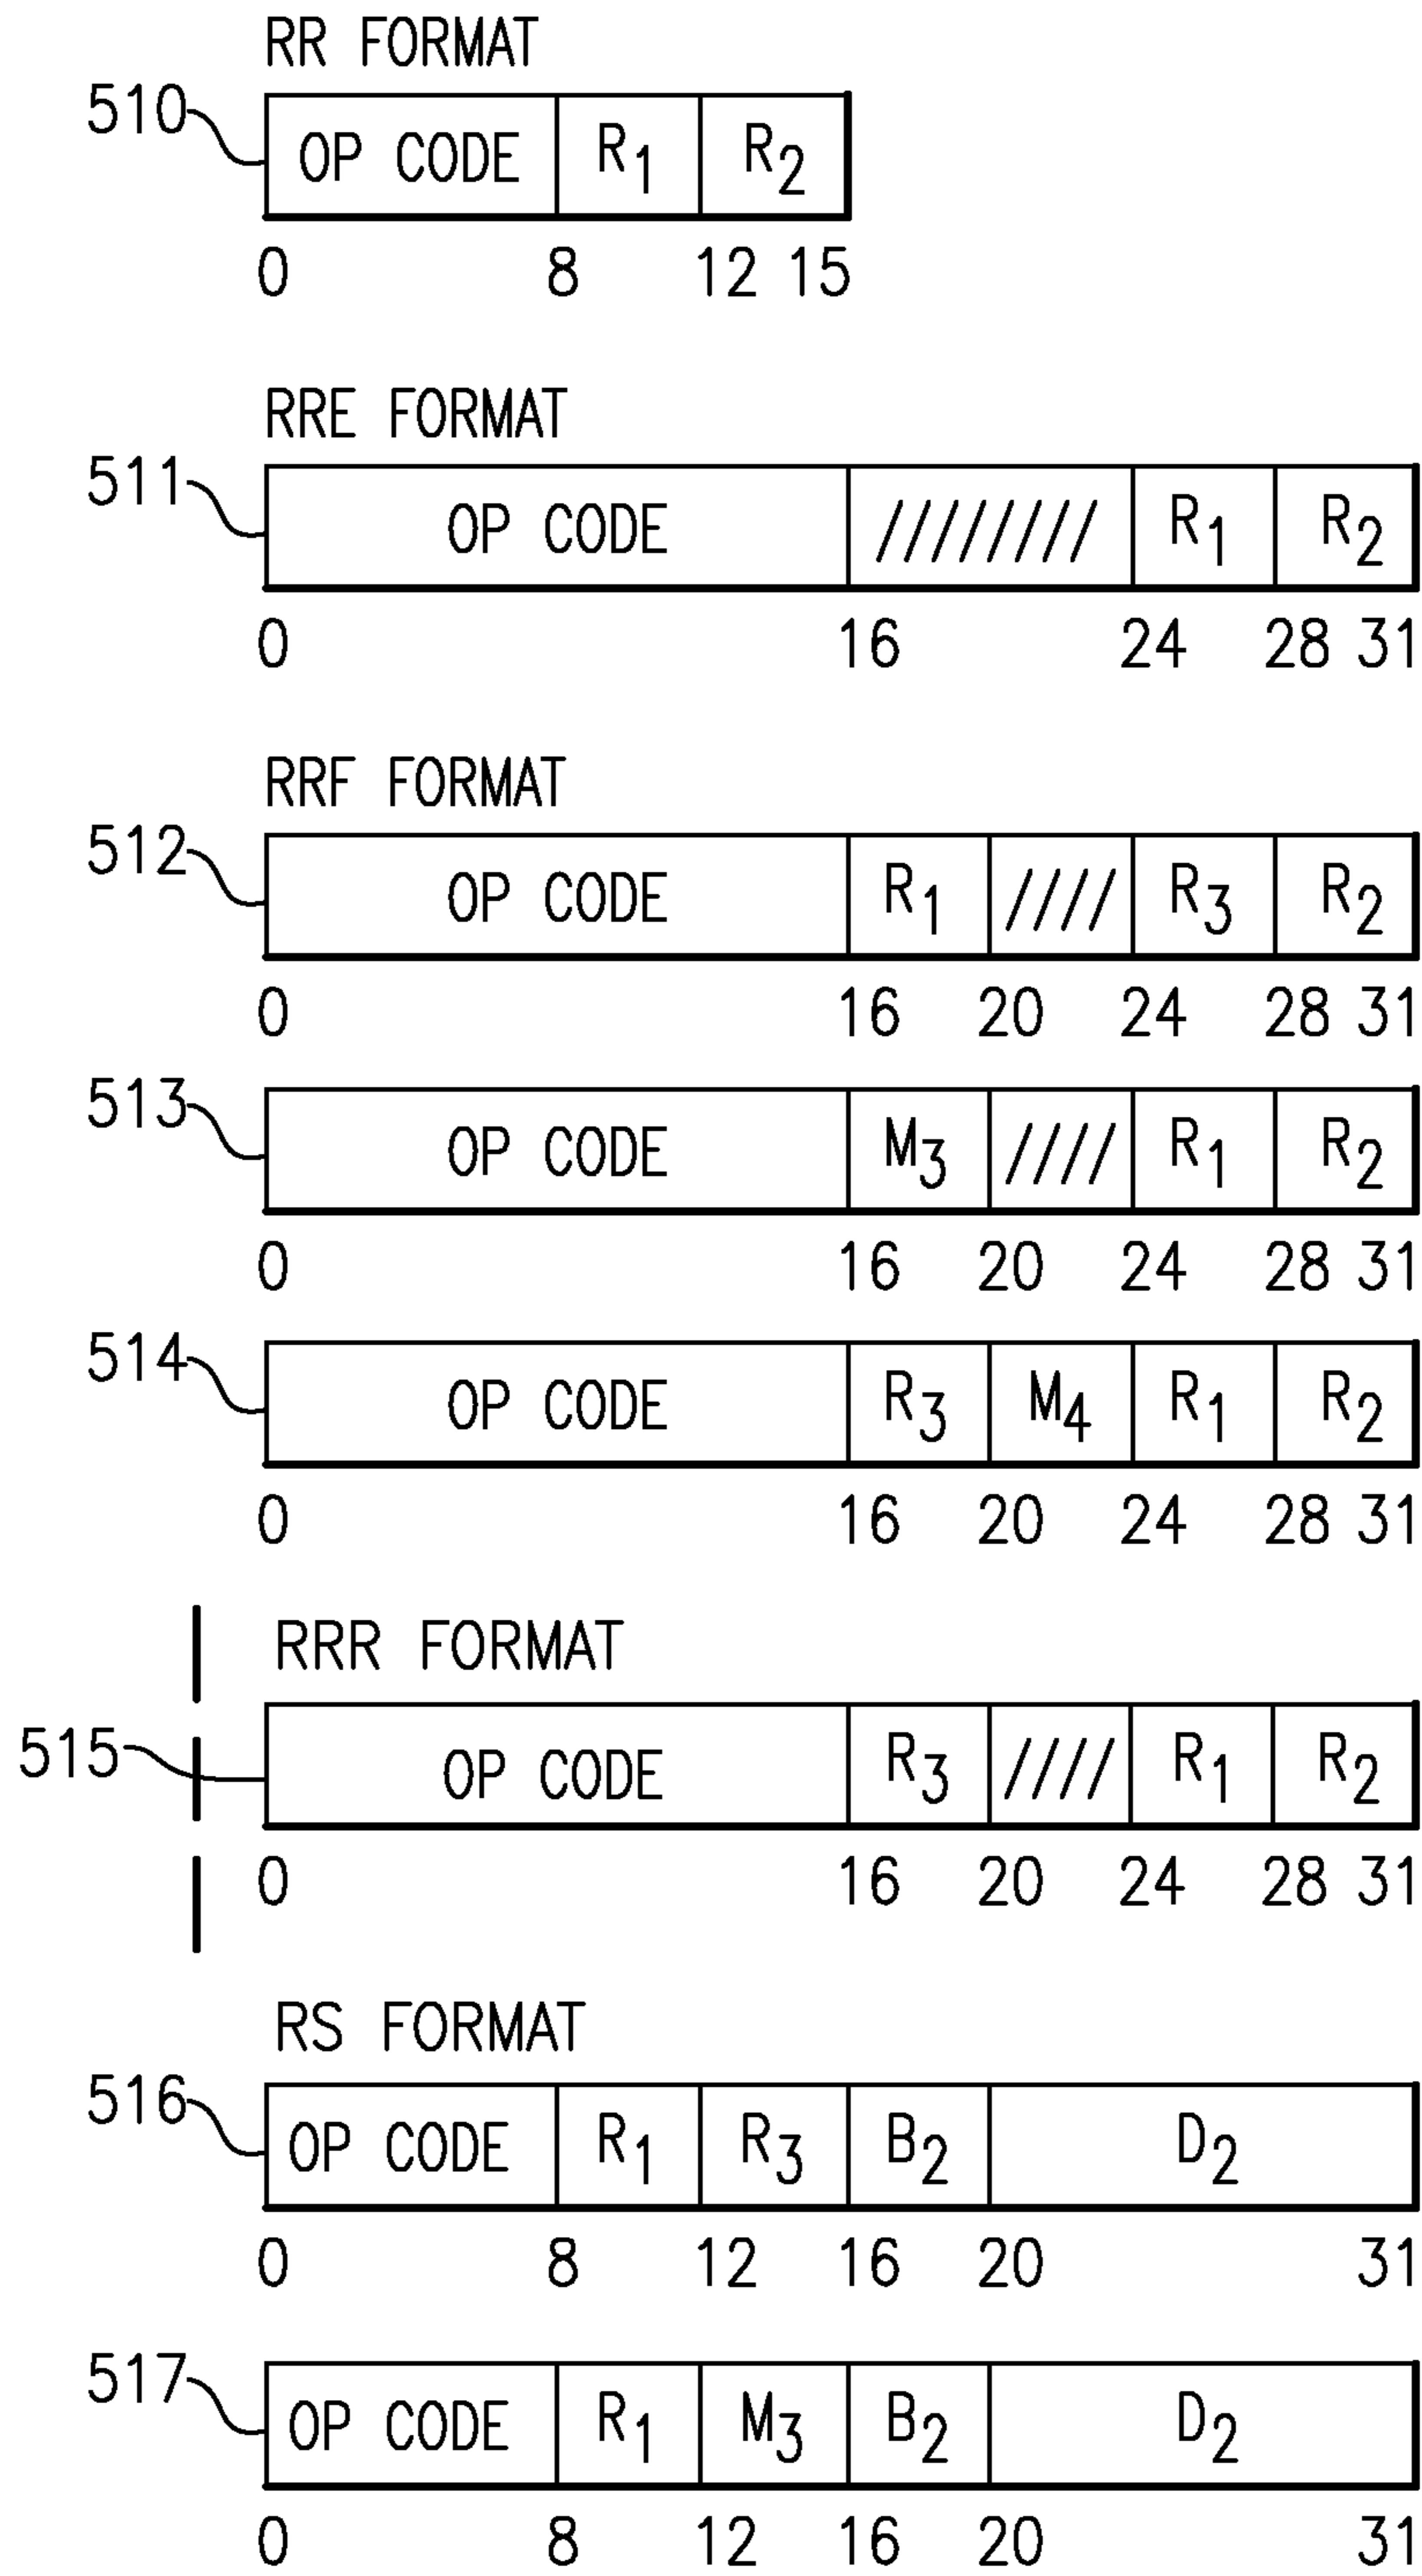 RR FORMAT
510 OP CODE R1 R2
0 8 12 15
RRE FORMAT
511 OP CODE //////// R1 R2
0 16 24 28 31
RRF FORMAT
512 OP CODE R1 //// R3 R2
0 16 20 24 28 31
513 OP CODE M3 //// R1 R2
0 16 20 24 28 31
514 OP CODE R3 M4 R1 R2
0 16 20 24 28 31
RRR FORMAT
515 OP CODE R3 //// R1 R2
0 16 20 24 28 31
RS FORMAT
516 OP CODE R1 R3 B2 D2
0 8 12 16 20 31
517 OP CODE R1 M3 B2 D2
0 8 12 16 20 31